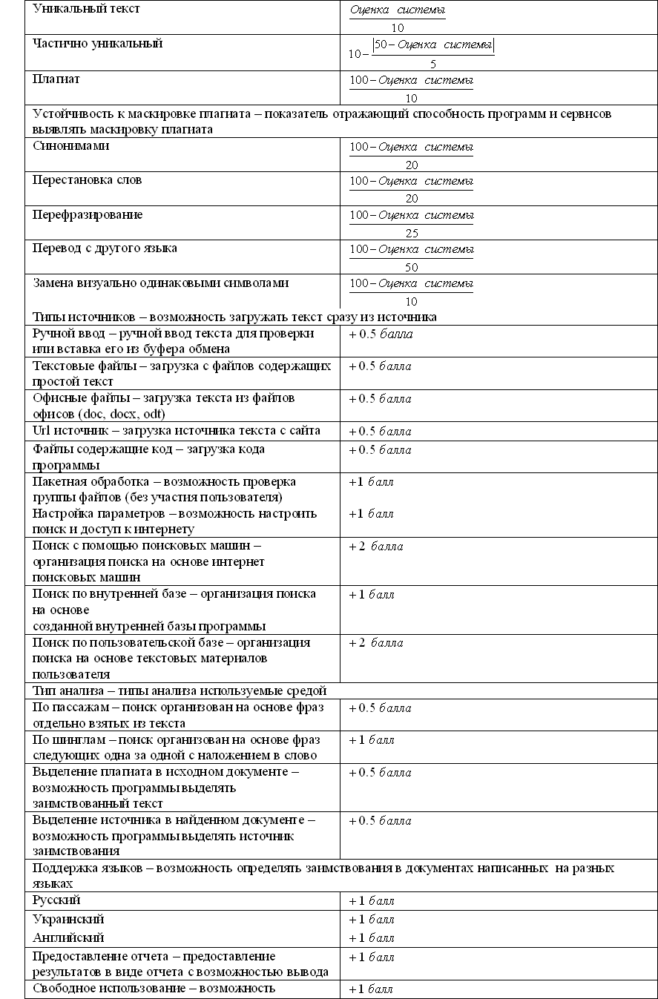 Уникальный текст
Оценка системы
10
Частично уникальный
10 − |50 − Оценка системы|
5
Плагиат
100 − Оценка системы
10
Устойчивость к маскировке плагиата – показатель отражающий способность программ и сервисов
выявлять маскировку плагиата
Синонимами
100 − Оценка системы
20
Перестановка слов
100 − Оценка системы
20
Перефразирование
100 − Оценка системы
25
Перевод с другого языка
100 − Оценка системы
50
Замена визуально одинаковыми символами
100 − Оценка системы
10
Типы источников – возможность загружать текст сразу из источника
Ручной ввод – ручной ввод текста для проверки
или вставка его из буфера обмена
+ 0.5 балла
Текстовые файлы – загрузка с файлов содержащих
простой текст
+ 0.5 балла
Офисные файлы – загрузка текста из файлов
офисов (doc, docx, odt)
+ 0.5 балла
Url источник – загрузка источника текста с сайта
+ 0.5 балла
Файлы содержащие код – загрузка кода
программы
+ 0.5 балла
Пакетная обработка – возможность проверка
группы файлов (без участия пользователя)
+1 балл
Настройка параметров – возможность настроить
поиск и доступ к интернету
+1 балл
Поиск с помощью поисковых машин –
организация поиска на основе интернет
поисковых машин
+ 2 балла
Поиск по внутренней базе – организация поиска
на основе
созданной внутренней базы программы
+ 1 балл
Поиск по пользовательской базе – организация
поиска на основе текстовых материалов
пользователя
+ 2 балла
Тип анализа – типы анализа используемые средой
По пассажам – поиск организован на основе фраз
отдельно взятых из текста
+ 0.5 балла
По шинглам – поиск организован на основе фраз
следующих одна за одной с наложением в слово
+ 1 балл
Выделение плагиата в исходном документе –
возможность программы выделять
заимствованный текст
+ 0.5 балла
Выделение источника в найденном документе –
возможность программы выделять источник
заимствования
+ 0.5 балла
Поддержка языков – возможность определять заимствования в документах написанных на разных
языках
Русский
+ 1 балл
Украинский
+ 1 балл
Английский
+ 1 балл
Предоставление отчета – предоставление
результатов в виде отчета с возможностью вывода
+ 1 балл
Свободное использование – возможность
+1 балл